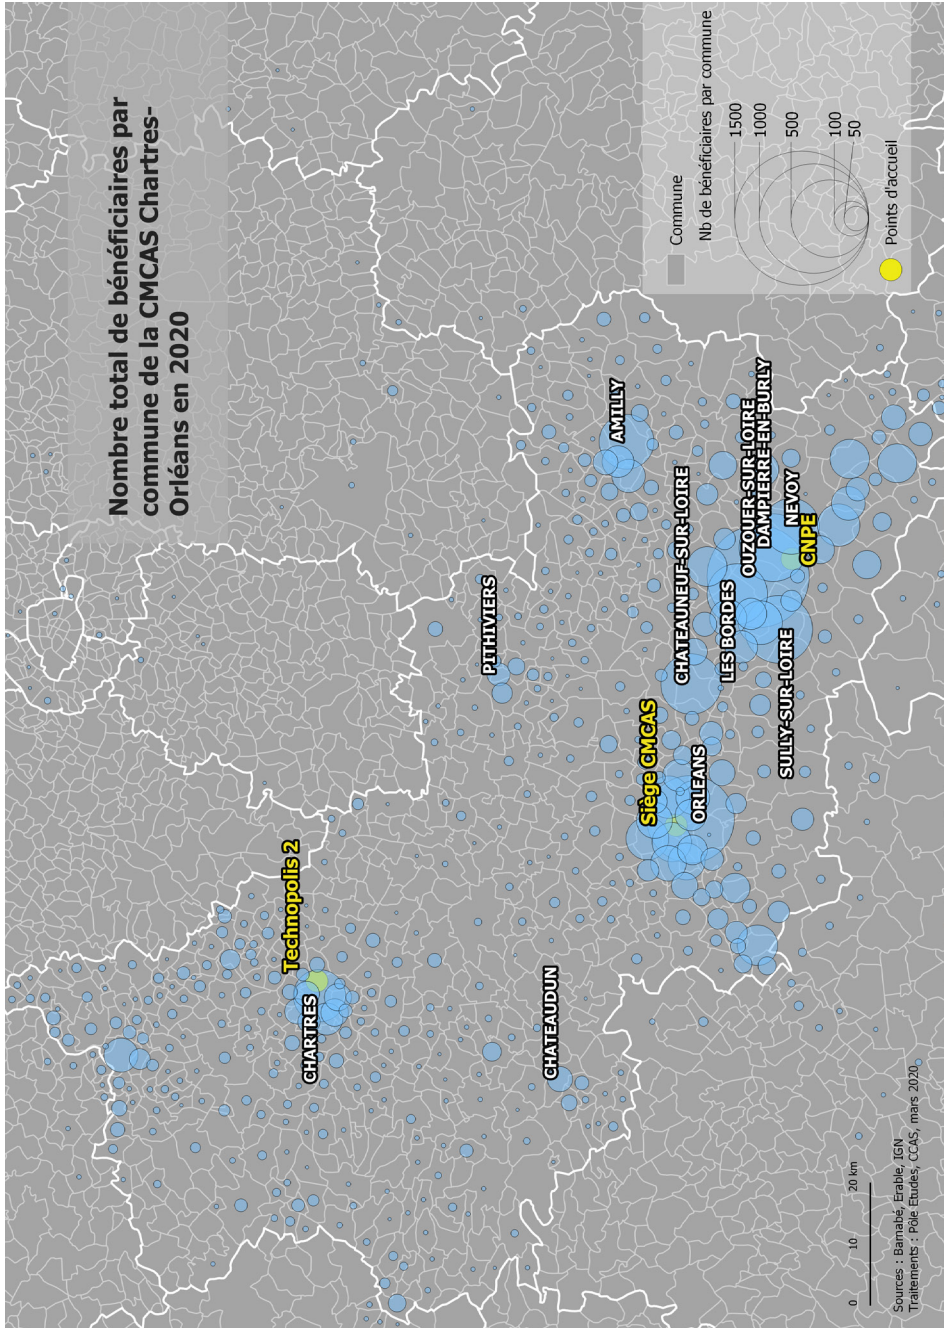 Nombre total de bénéficiaires par
commune de la CMCAS Chartres-
Orléans en 2020
Technopolis 2
CHARTRES
PITHIVIERS
CHATEAUDUN
AMILLY
Siège CMCAS
CHATEAUNEUF-SUR-LOIRE
ORLEANS
LES BORDES
OUZOUER-SUR-LOIRE
DAMPIERRE-EN-BURLY
NEVOY
CNPE
SULLY-SUR-LOIRE
Commune
Nb de bénéficiaires par commune
1500
1000
500
100
50
Points d'accueil
0 10 20 km
Sources : Barnabé, Erable, IGN
Traitements : Pôle Etudes, CCAS, mars 2020